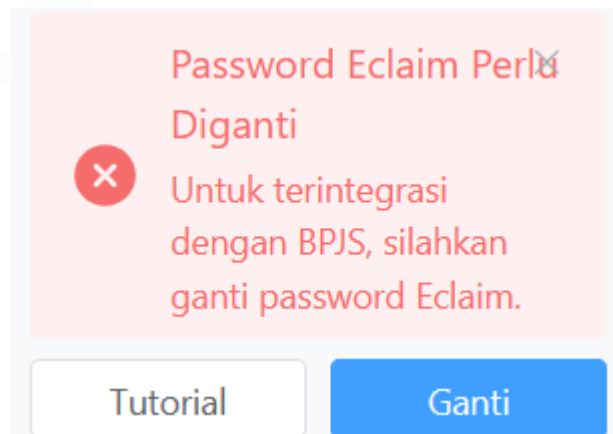 Password Eclaim Perlu
Diganti
Untuk terintegrasi
dengan BPJS, silahkan
ganti password Eclaim.
Tutorial
Ganti